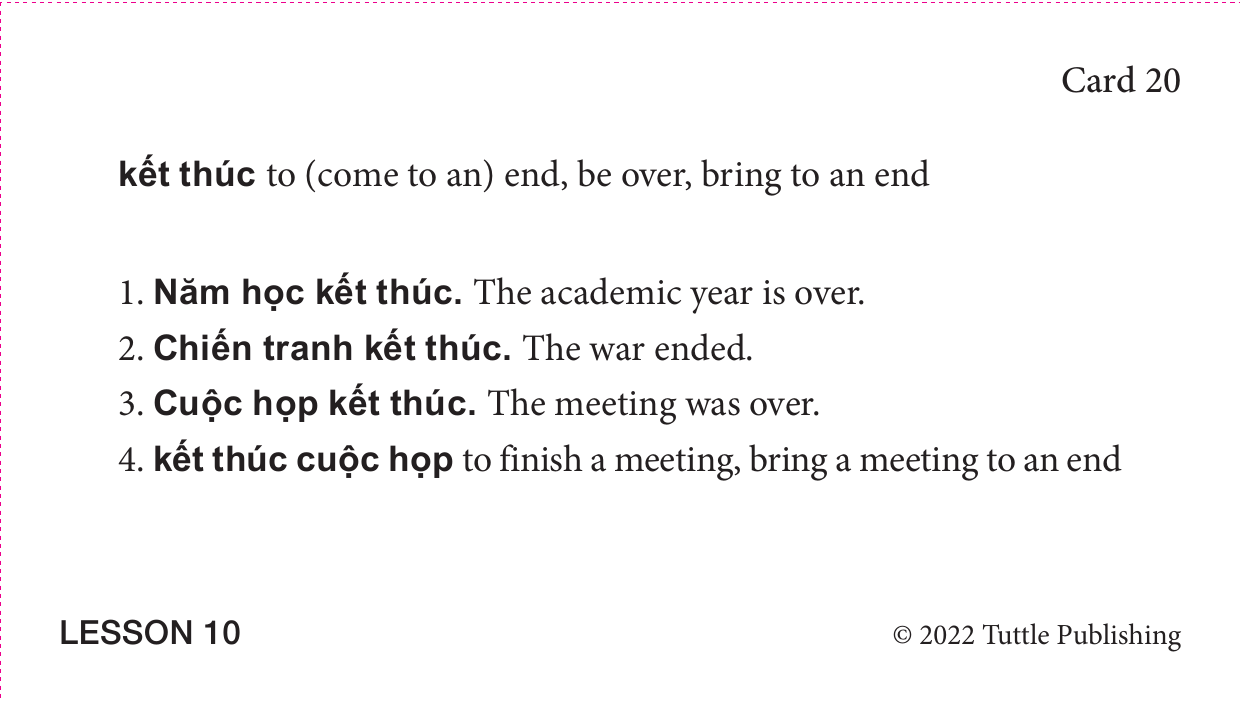 Card 20
kết thúc to (come to an) end, be over, bring to an end
1. Năm học kết thúc. The academic year is over.
2. Chiến tranh kết thúc. The war ended.
3. Cuộc họp kết thúc. The meeting was over.
4. kết thúc cuộc họp to finish a meeting, bring a meeting to an end
LESSON 10
© 2022 Tuttle Publishing